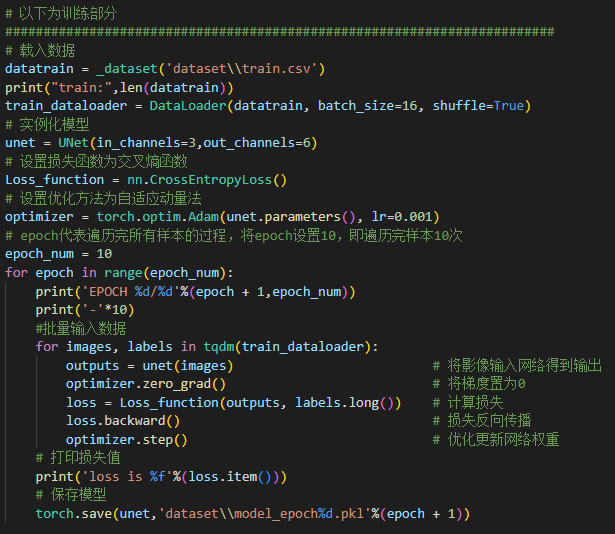 # 以下为训练部分
########################################################################
# 载入数据
datatrain = _dataset('dataset\\train.csv')
print("train:",len(datatrain))
train_dataloader = DataLoader(datatrain, batch_size=16, shuffle=True)
# 实例化模型
unet = UNet(in_channels=3,out_channels=6)
# 设置损失函数为交叉熵函数
Loss_function = nn.CrossEntropyLoss()
# 设置优化方法为自适应动量法
optimizer = torch.optim.Adam(unet.parameters(), lr=0.001)
# epoch代表遍历完所有样本的过程，将epoch设置10，即遍历完样本10次
epoch_num = 10
for epoch in range(epoch_num):
    print('EPOCH %d/%d'%(epoch + 1,epoch_num))
    print('-'*10)
    #批量输入数据
    for images, labels in tqdm(train_dataloader):
        outputs = unet(images)                           # 将影像输入网络得到输出
        optimizer.zero_grad()                            # 将梯度置为0
        loss = Loss_function(outputs, labels.long())    # 计算损失
        loss.backward()                                  # 损失反向传播
        optimizer.step()                                 # 优化更新网络权重
    # 打印损失值
    print('loss is %f'%(loss.item()))
    # 保存模型
    torch.save(unet,'dataset\\model_epoch%d.pkl'%(epoch + 1))